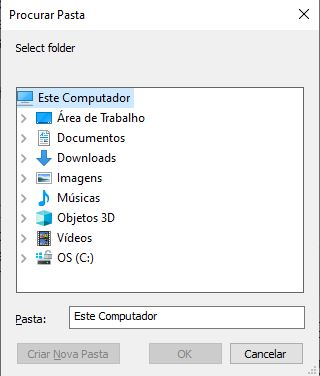 Procurar Pasta
Select folder
Este Computador
Área de Trabalho
Documentos
Downloads
Imagens
Músicas
Objetos 3D
Vídeos
OS (C:)
Pasta: Este Computador
Criar Nova Pasta OK Cancelar